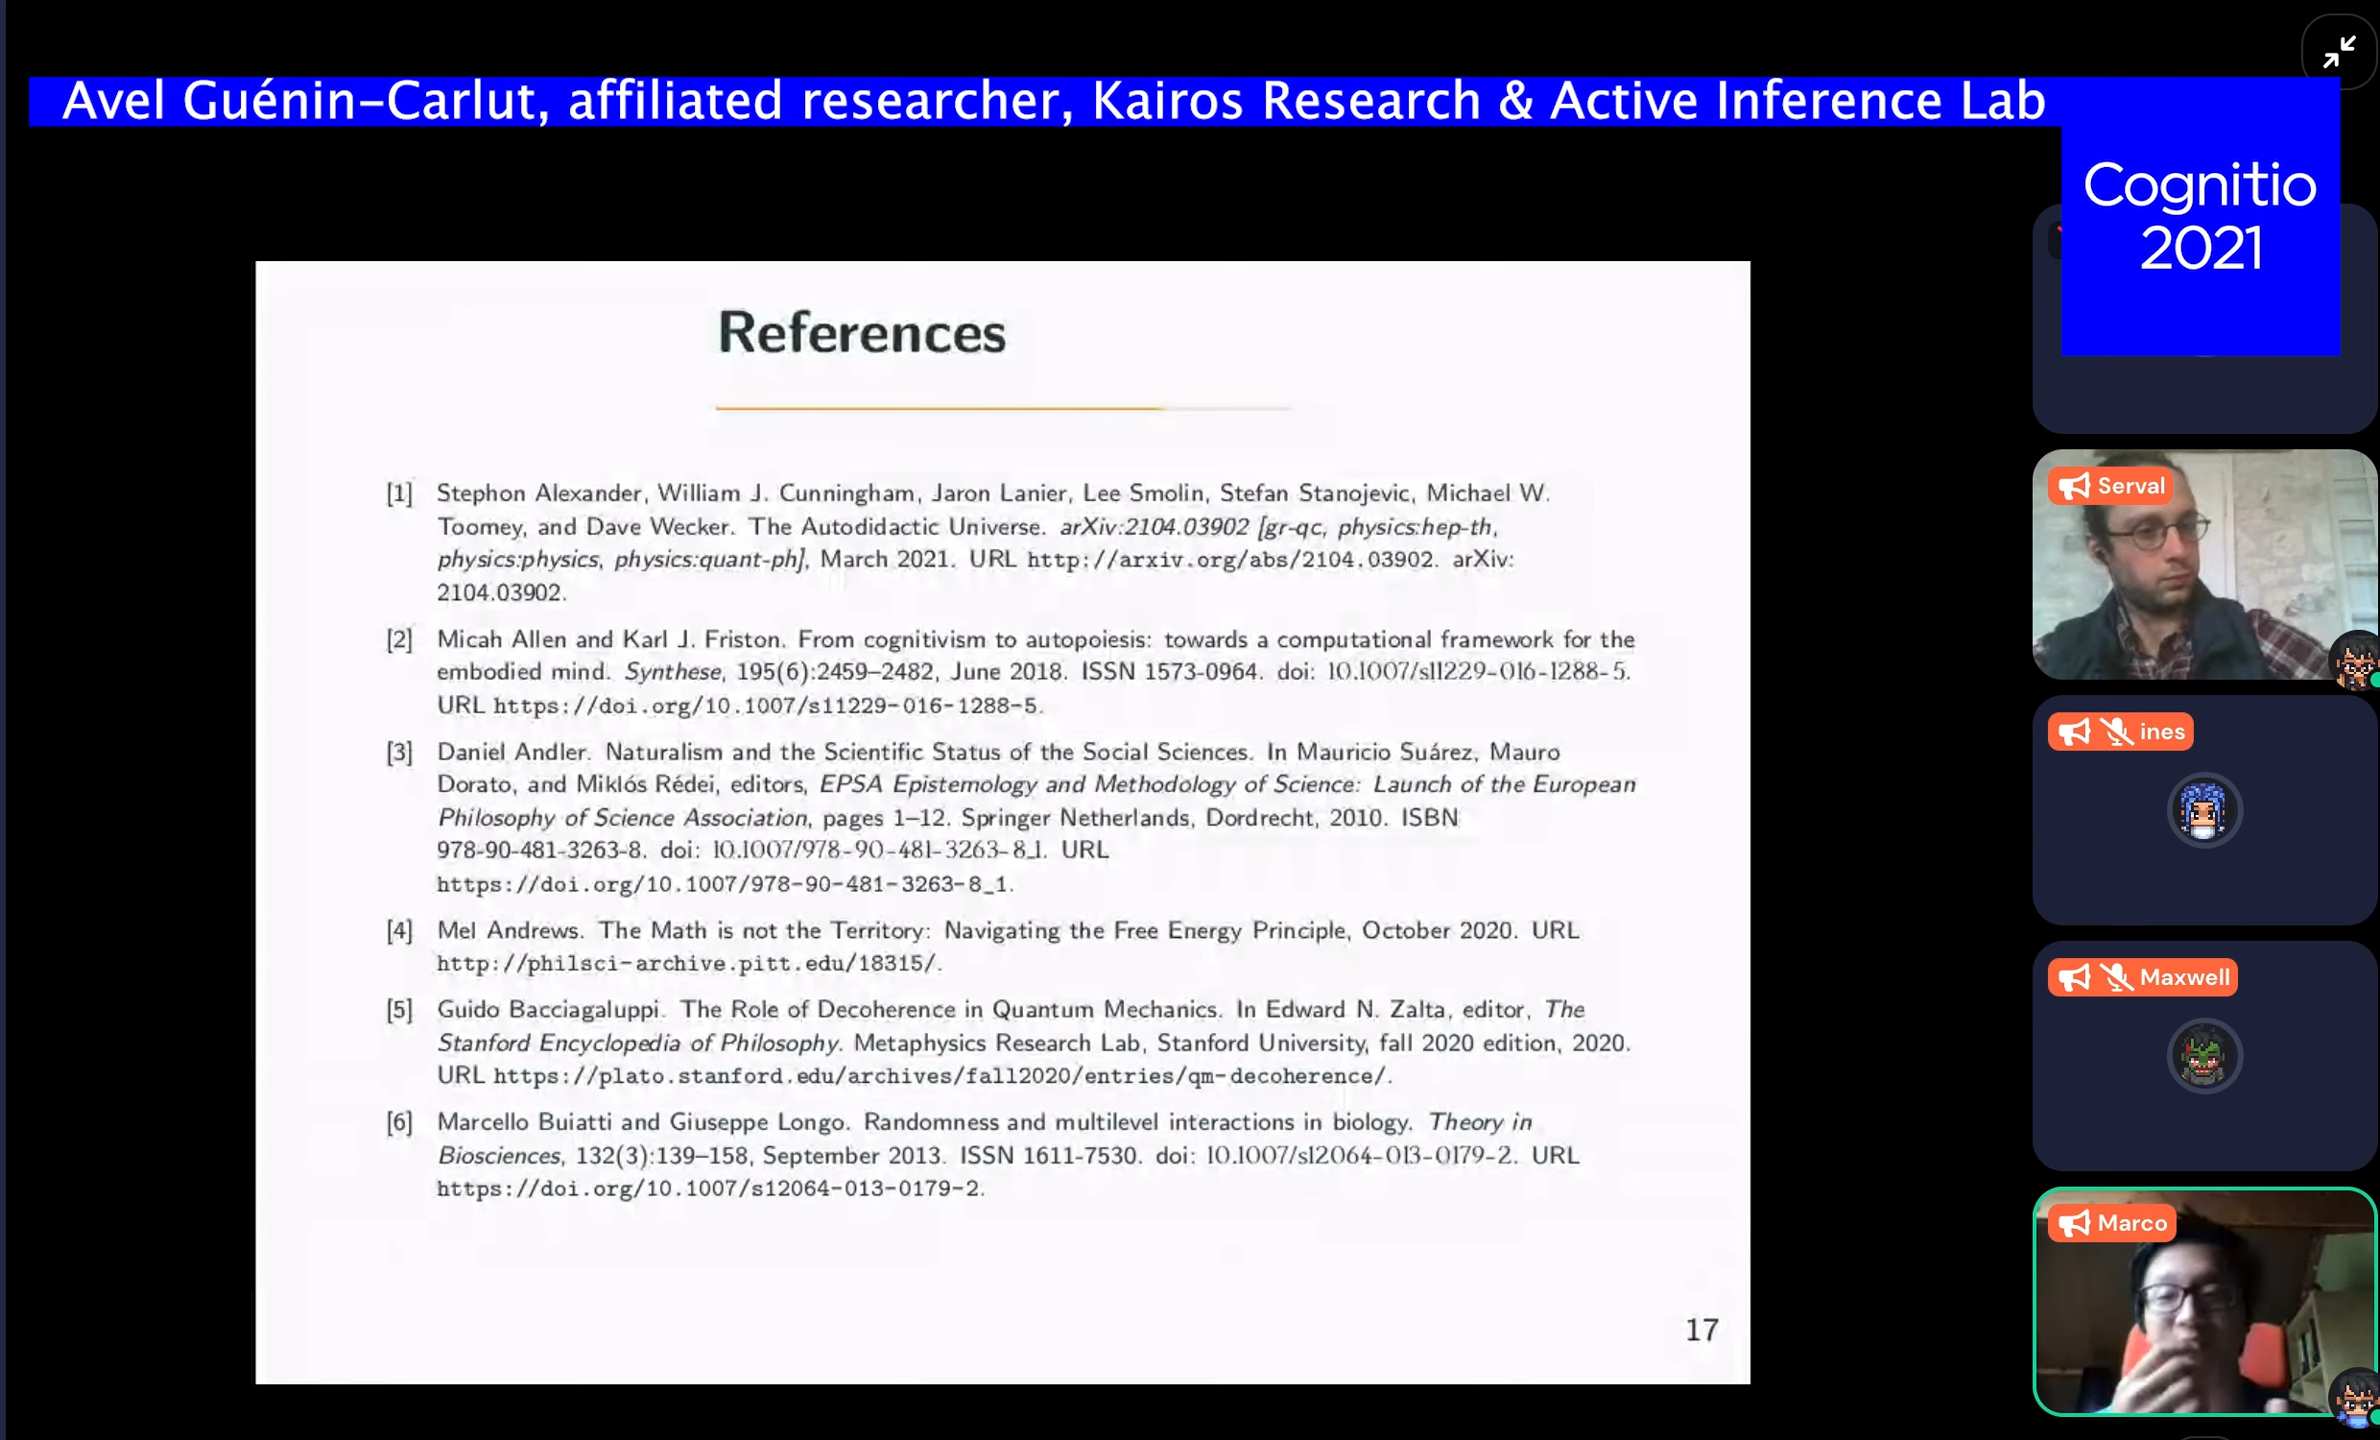 Avel Guénin-Carlut, affiliated researcher, Kairos Research & Active Inference Lab
Cognitio
2021
References
[1] Stephon Alexander, William J. Cunningham, Jaron Lanier, Lee Smolin, Stefan Stanojevic, Michael W.
Toomey, and Dave Wecker. The Autodidactic Universe. arXiv:2104.03902 [gr-qc, physics:hep-th,
physics:physics, physics:quant-ph], March 2021. URL http://arxiv.org/abs/2104.03902. arXiv:
2104.03902.
[2] Micah Allen and Karl J. Friston. From cognitivism to autopoiesis: towards a computational framework for the
embodied mind. Synthese, 195(6):2459–2482, June 2018. ISSN 1573-0964. doi: 10.1007/s11229-016-1288-5.
URL https://doi.org/10.1007/s11229-016-1288-5.
[3] Daniel Andler. Naturalism and the Scientific Status of the Social Sciences. In Mauricio Suárez, Mauro
Dorato, and Miklós Rédei, editors, EPSA Epistemology and Methodology of Science: Launch of the European
Philosophy of Science Association, pages 1–12. Springer Netherlands, Dordrecht, 2010. ISBN
978-90-481-3263-8. doi: 10.1007/978-90-481-3263-8_1. URL
https://doi.org/10.1007/978-90-481-3263-8_1.
[4] Mel Andrews. The Math is not the Territory: Navigating the Free Energy Principle, October 2020. URL
http://philsci-archive.pitt.edu/18315/.
[5] Guido Bacciagaluppi. The Role of Decoherence in Quantum Mechanics. In Edward N. Zalta, editor, The
Stanford Encyclopedia of Philosophy. Metaphysics Research Lab, Stanford University, fall 2020 edition, 2020.
URL https://plato.stanford.edu/archives/fall2020/entries/qm-decoherence/.
[6] Marcello Buiatti and Giuseppe Longo. Randomness and multilevel interactions in biology. Theory in
Biosciences, 132(3):139–158, September 2013. ISSN 1611-7530. doi: 10.1007/s12064-013-0179-2. URL
https://doi.org/10.1007/s12064-013-0179-2.
17
Serval
ines
Maxwell
Marco